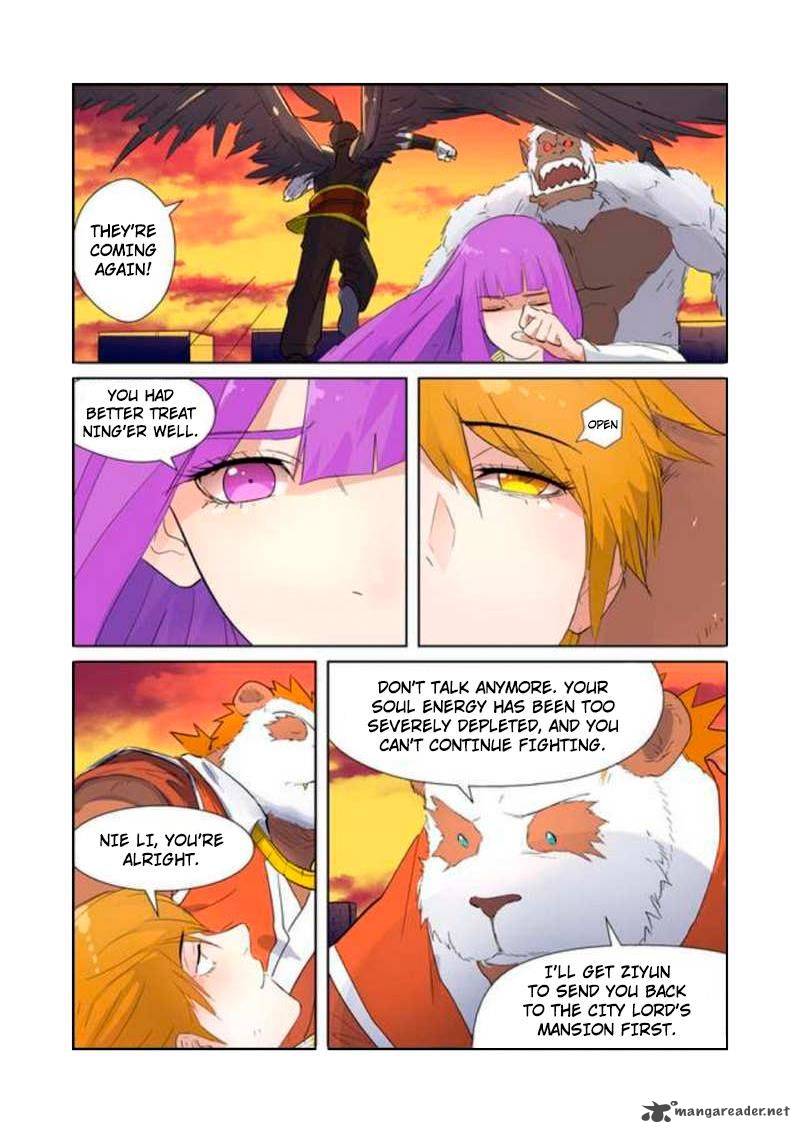 THEY'RE
COMING
AGAIN!
YOU HAD
BETTER TREAT
NING'ER WELL.
OPEN
NIE LI, YOU'RE
ALRIGHT.
DON'T TALK ANYMORE. YOUR
SOUL ENERGY HAS BEEN TOO
SEVERELY DEPLETED, AND YOU
CAN'T CONTINUE FIGHTING.
I'LL GET ZIYUN
TO SEND YOU BACK
TO THE CITY LORD'S
MANSION FIRST.
mangareader.net